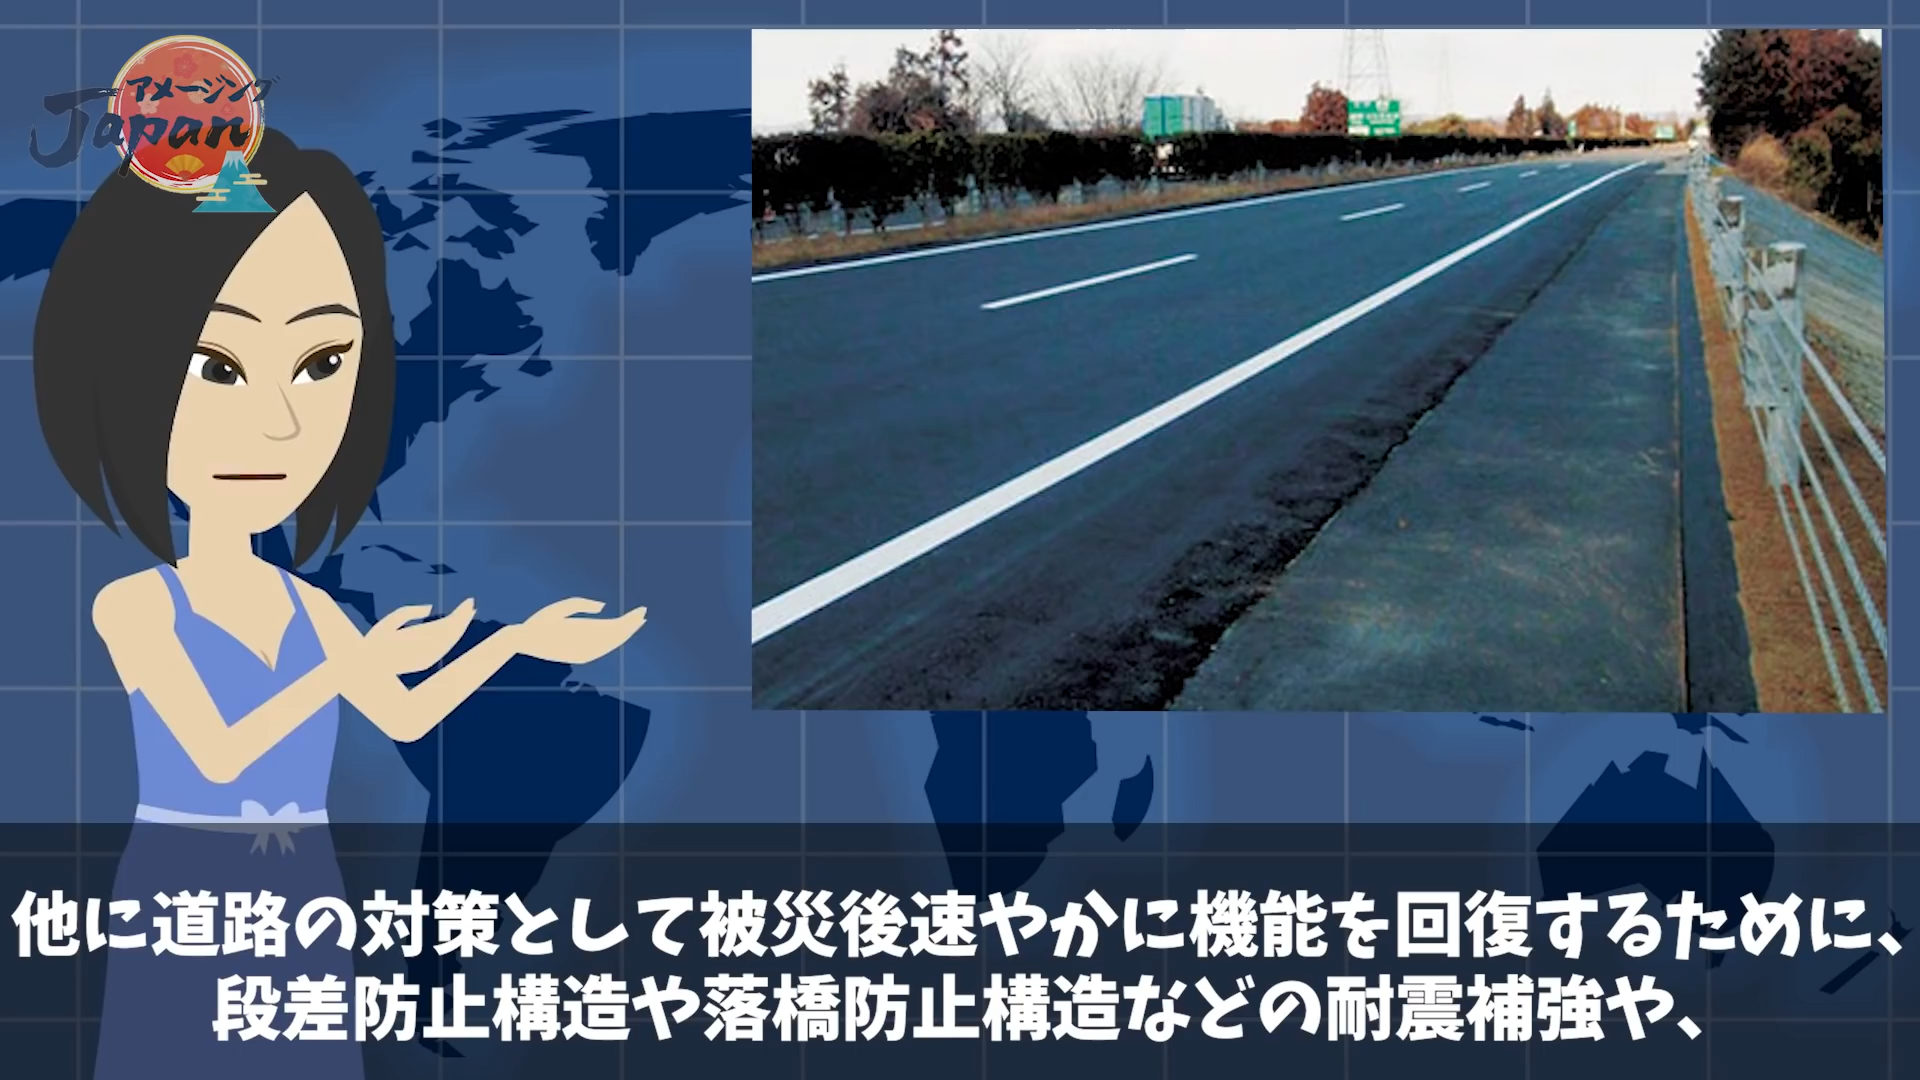 アメージング
Japan
他に道路の対策として被災後速やかに機能を回復するために、
段差防止構造や落橋防止構造などの耐震補強や、